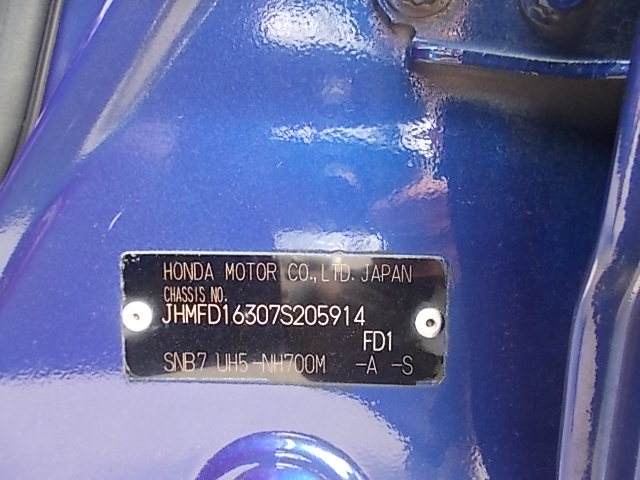 HONDA MOTOR CO., LTD. JAPAN
CHASSIS NO.
JHMFD16307S205914
FD1
SNB7 UH5-NH700M -A -S